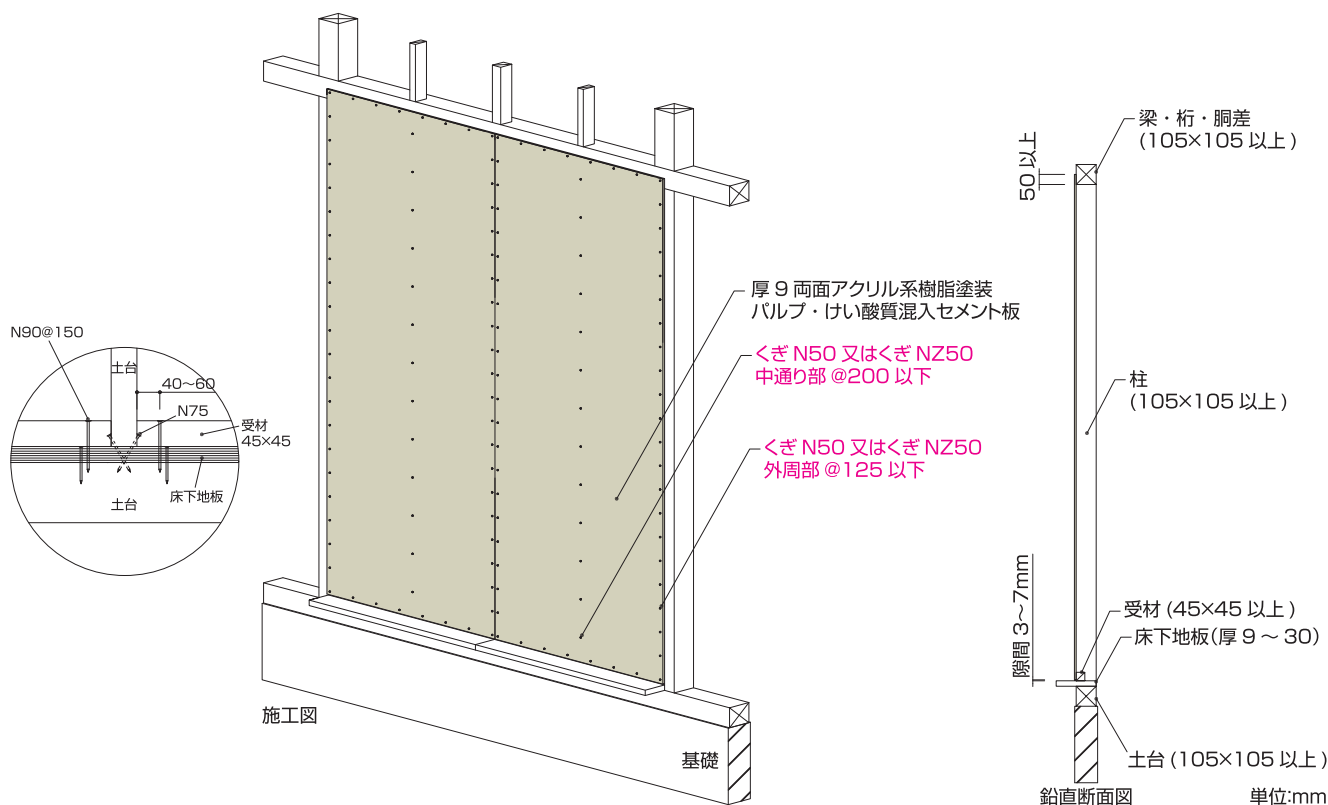 N90@150
土台
40〜60
N75
受材
45×45
床下地板
土台
厚 9 両面アクリル系樹脂塗装
パルプ・けい酸質混入セメント板
くぎ N50 又はくぎ NZ50
中通り部 @200 以下
くぎ N50 又はくぎ NZ50
外周部 @125 以下
施工図
基礎
梁・桁・胴差
(105×105 以上 )
50 以上
柱
(105×105 以上 )
隙間 3〜7mm
受材 (45×45 以上 )
床下地板(厚 9 〜 30)
土台 (105×105 以上 )
鉛直断面図
単位:mm